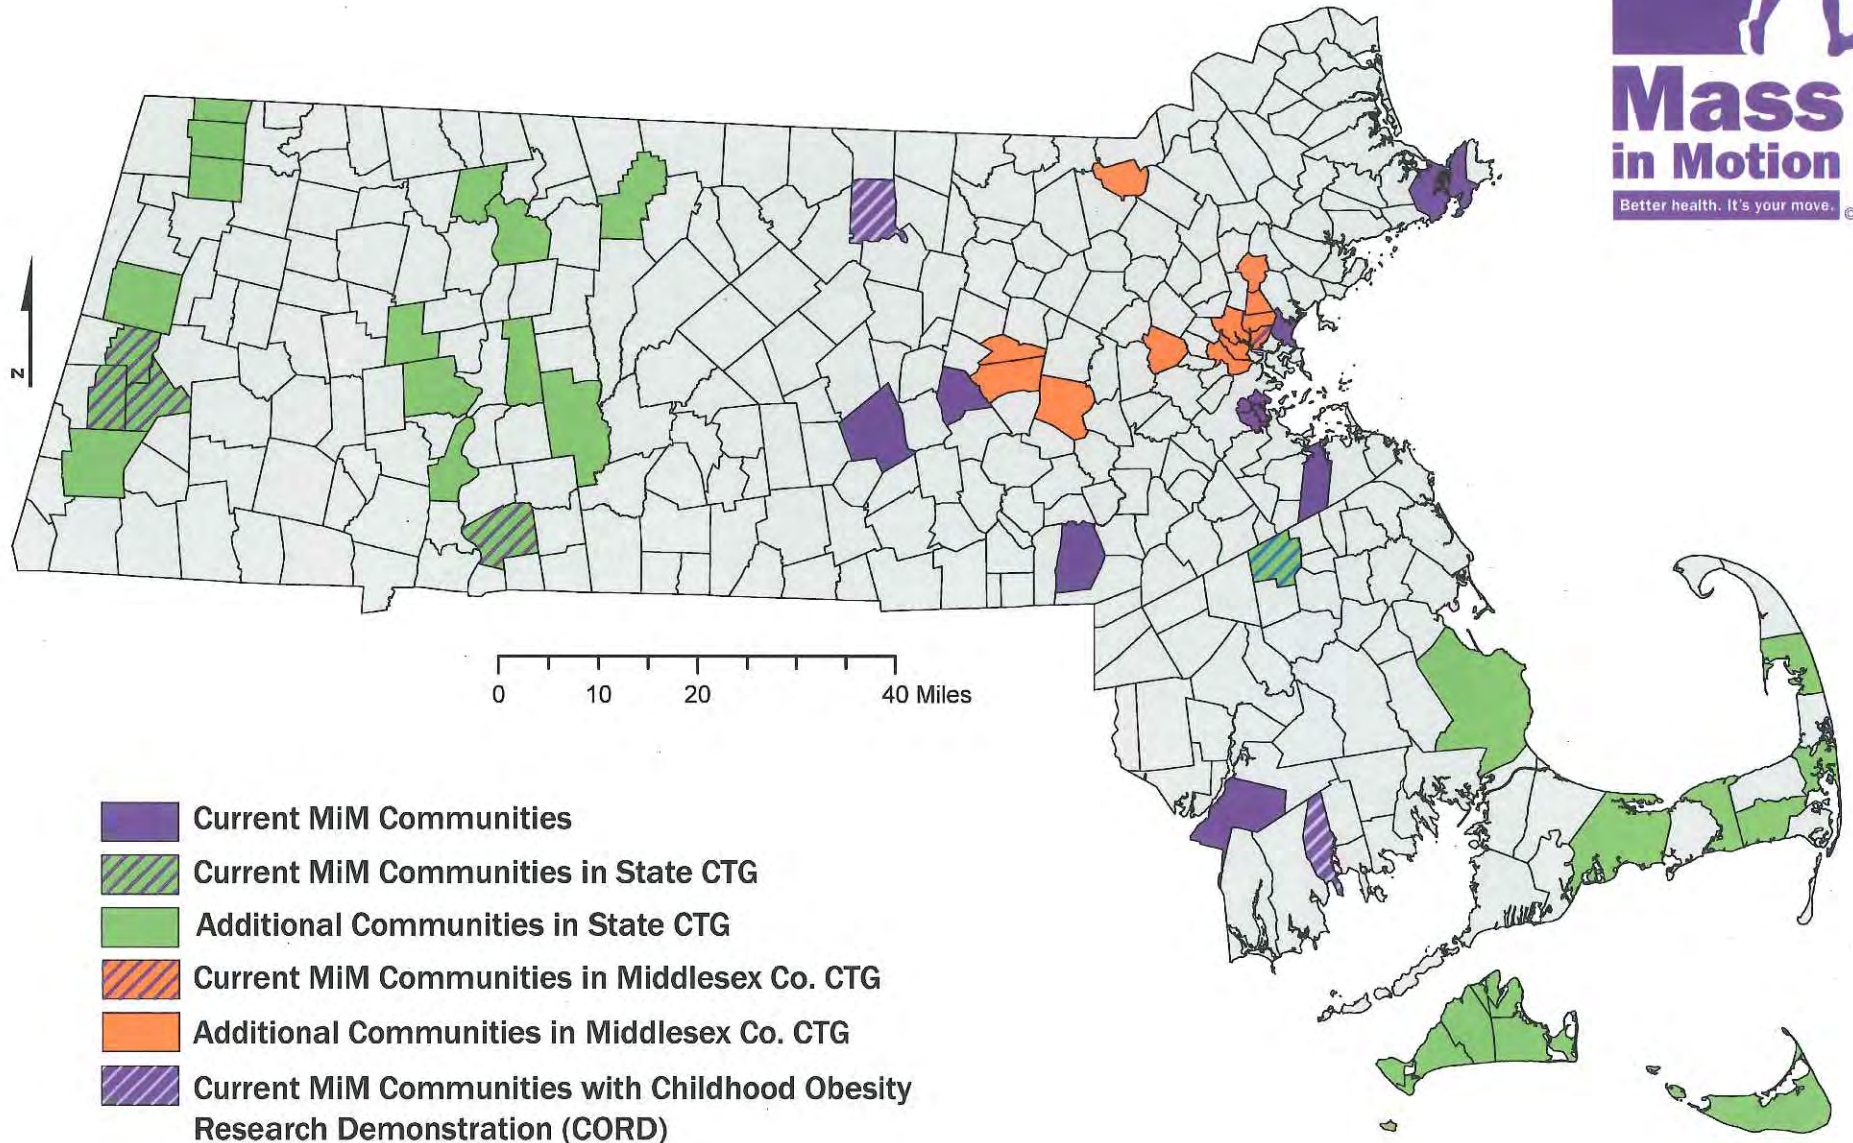 Mass
in Motion
Better health. It's your move.
©
N
0 10 20 40 Miles
Current MiM Communities
Current MiM Communities in State CTG
Additional Communities in State CTG
Current MiM Communities in Middlesex Co. CTG
Additional Communities in Middlesex Co. CTG
Current MiM Communities with Childhood Obesity
Research Demonstration (CORD)